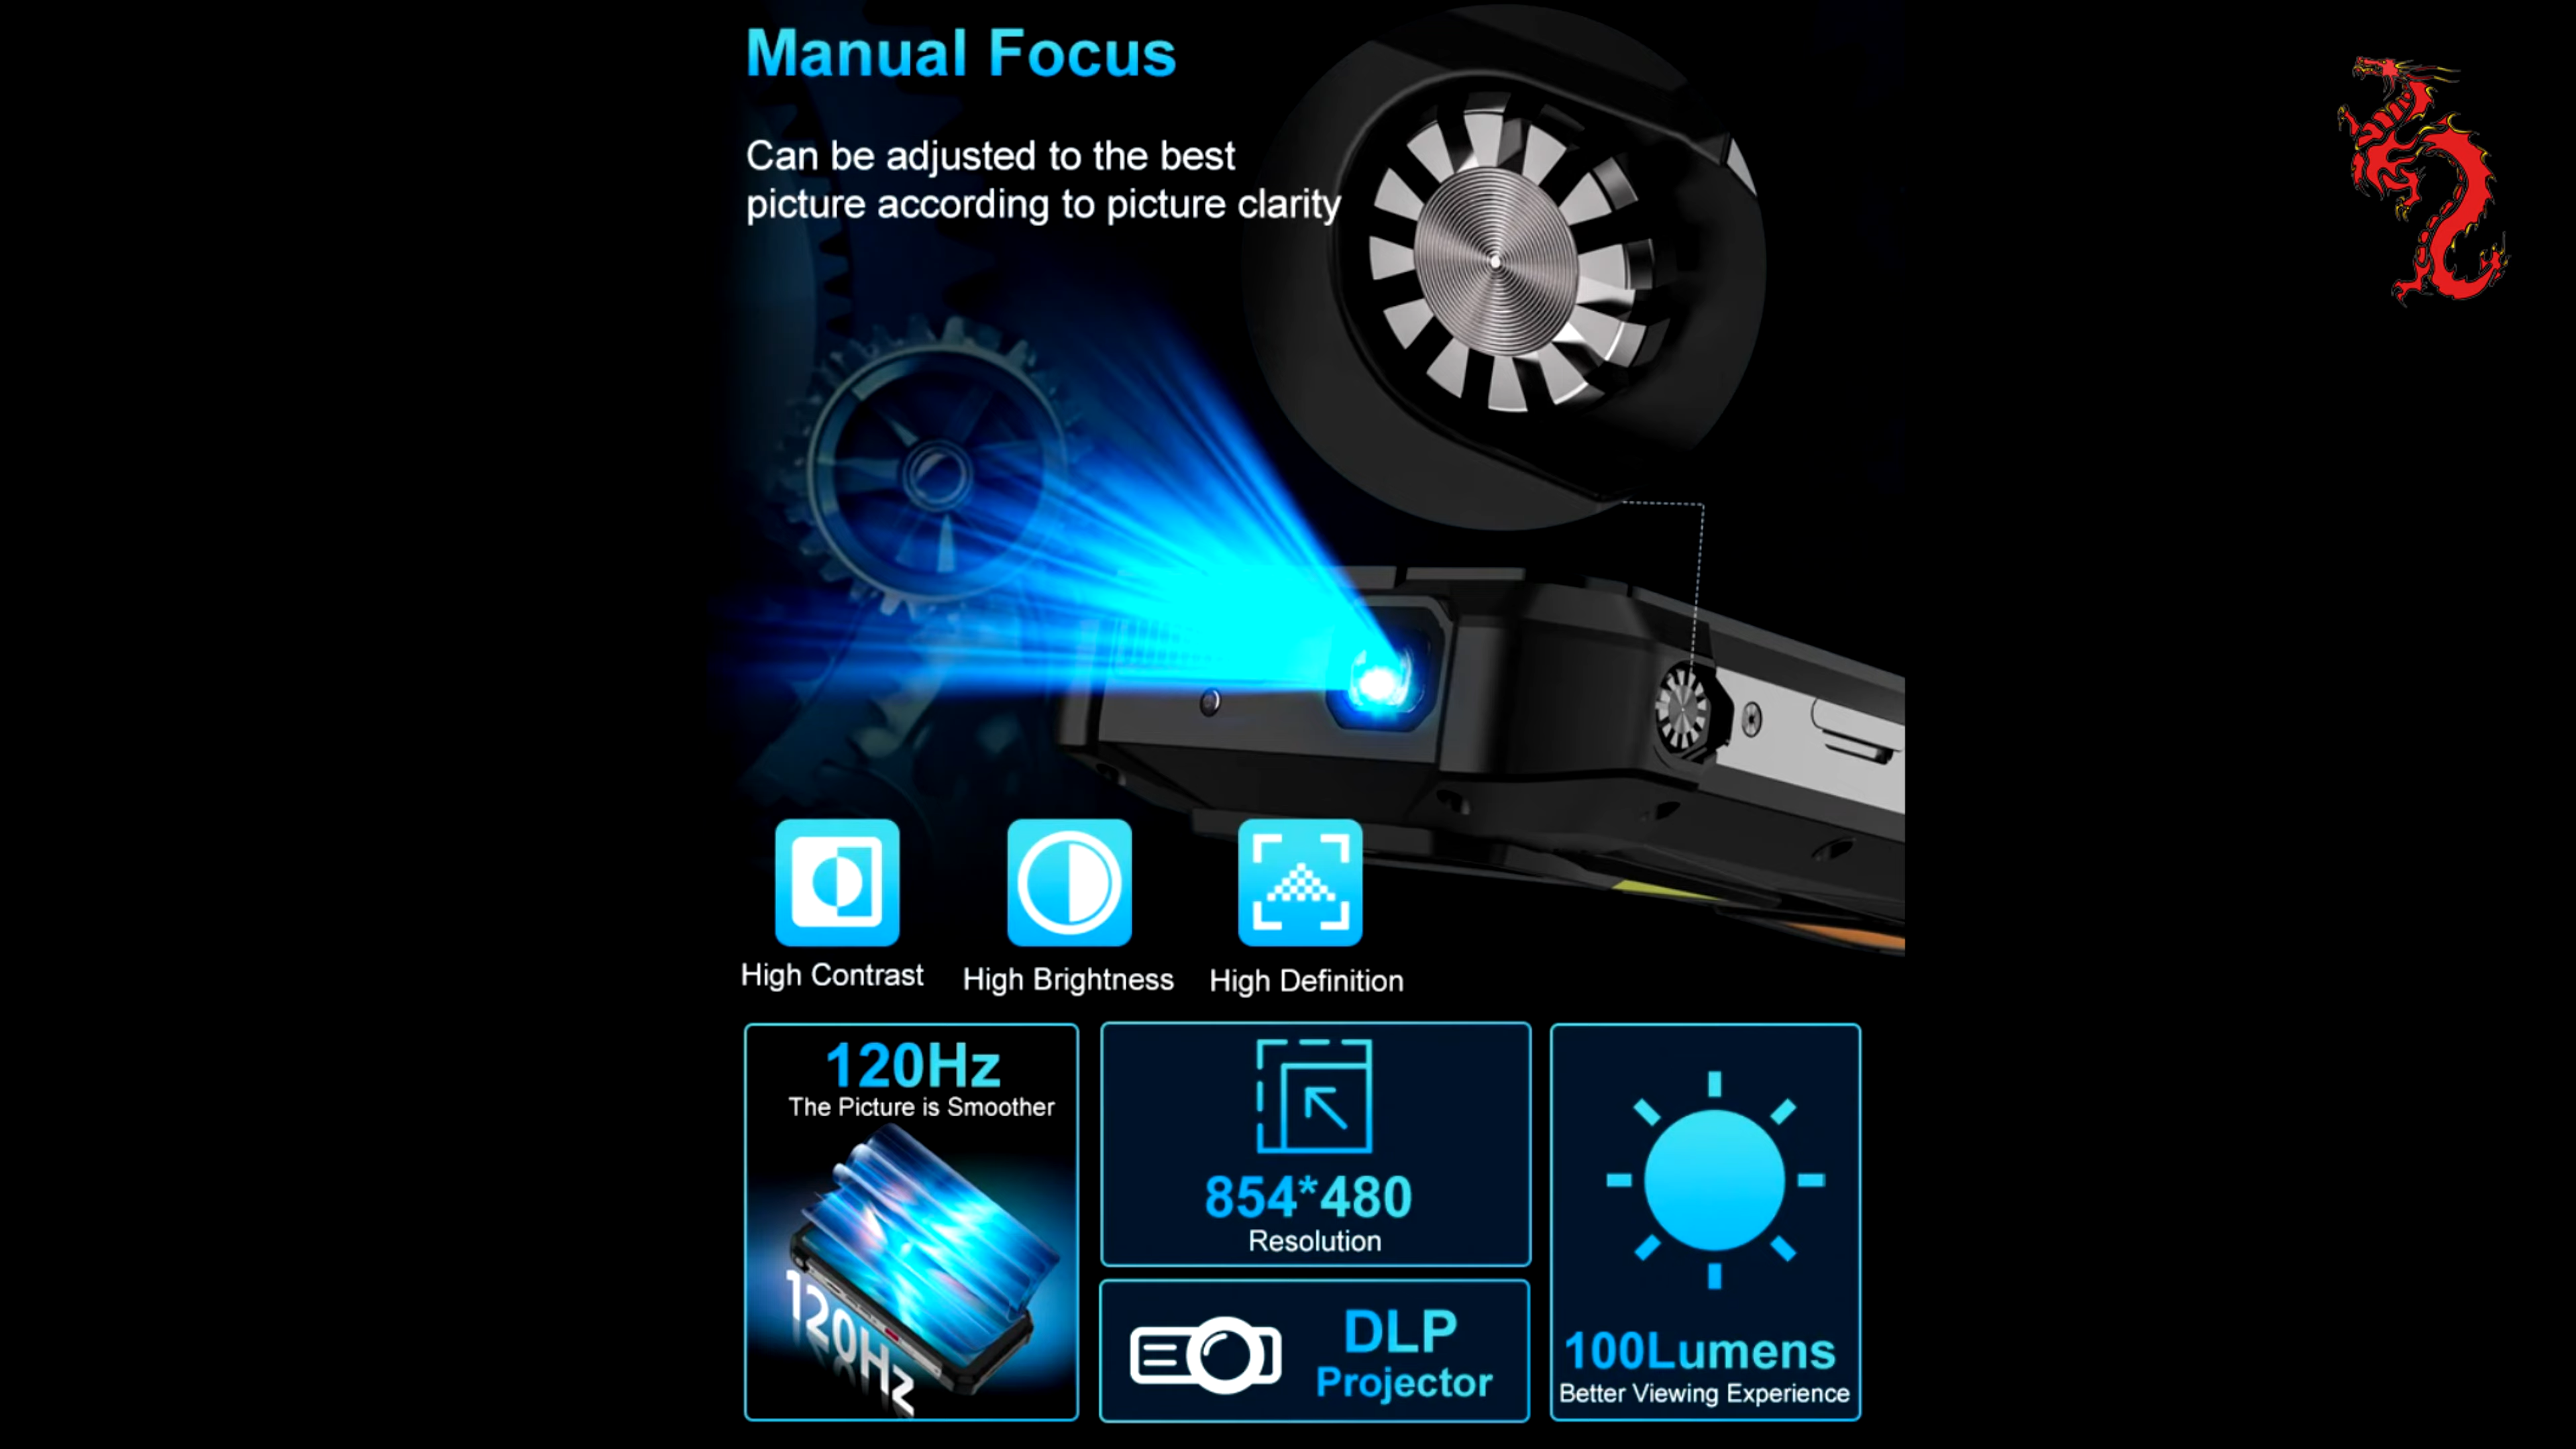 Manual Focus
Can be adjusted to the best
picture according to picture clarity
High Contrast
High Brightness
High Definition
120Hz
The Picture is Smoother
120Hz
854*480
Resolution
DLP
Projector
100Lumens
Better Viewing Experience